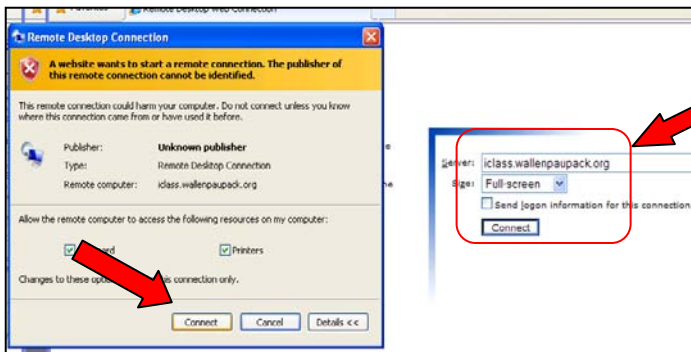 Favorites Remote Desktop Web Connection
Remote Desktop Connection
A website wants to start a remote connection. The publisher of
this remote connection cannot be identified.
This remote connection could harm your computer. Do not connect unless you know
where this connection came from or have used it before.
Publisher: Unknown publisher
Type: Remote Desktop Connection
Remote computer: iclass.wallenpaupack.org
Allow the remote computer to access the following resources on my computer:
Printers
Changes to these connection only.
Connect Cancel Details <<
Server: iclass.wallenpaupack.org
Size: Full-screen
Send logon information for this connection
Connect